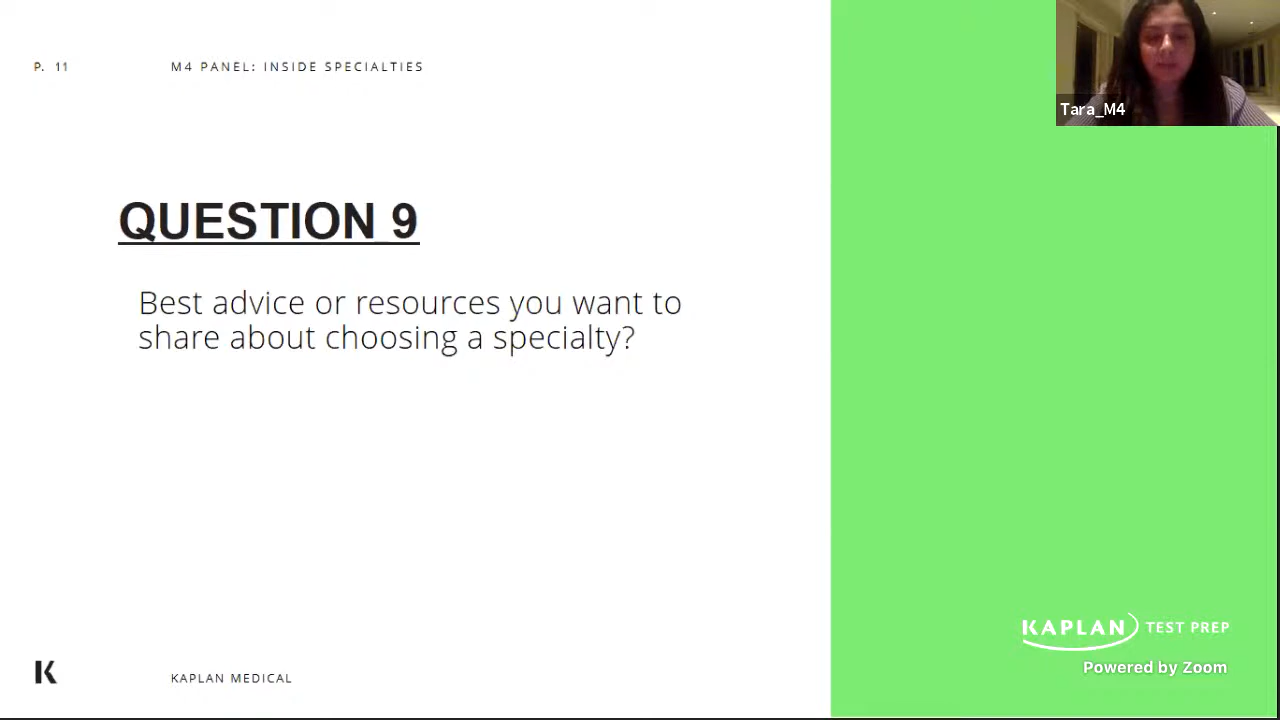 P. 11
M4 PANEL: INSIDE SPECIALTIES
Tara_M4
QUESTION 9
Best advice or resources you want to
share about choosing a specialty?
KAPLAN TEST PREP
Powered by Zoom
K
KAPLAN MEDICAL